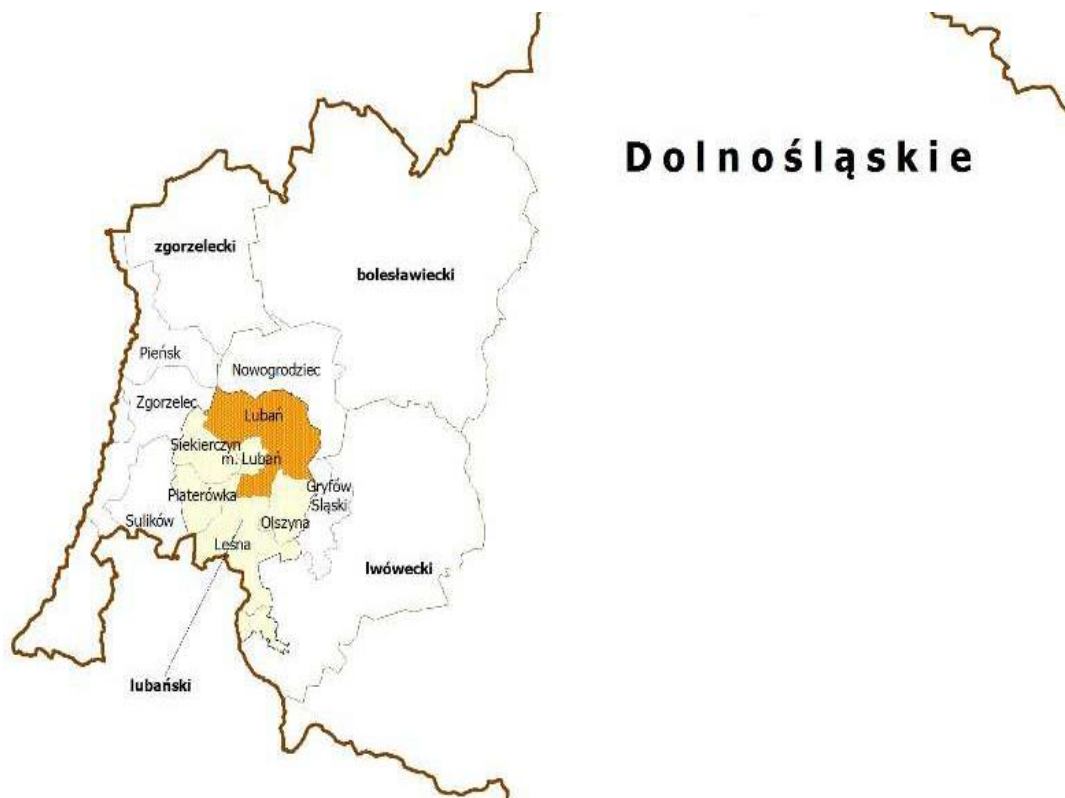 Dolnośląskie
zgorzelecki
bolesławiecki
Pieńsk
Nowogrodziec
Zgorzelec
Lubań
Siekierczyn
m. Lubań
Platerówka
Gryfów
Śląski
Sulików
Olszyna
Leśna
lwówecki
lubański